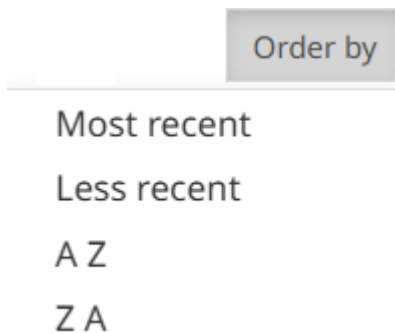 Order by
Most recent
Less recent
A Z
Z A